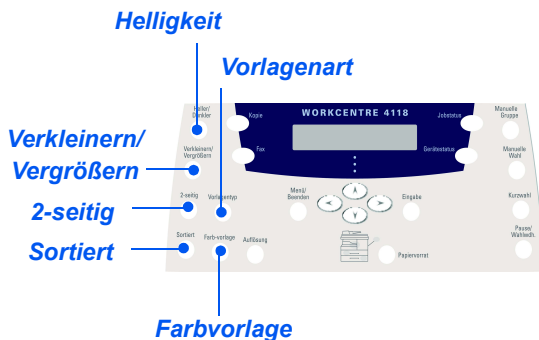 Helligkeit
Vorlagenart
Verkleinern/
Vergrößern
2-seitig
Sortiert
Farbvorlage
Heller/
Dunkler
Kopie
WORKCENTRE 4118
Jobstatus
Manuelle
Gruppe
Verkleinern/
Vergrößern
Fax
Gerätestatus
Manuelle
Wahl
2-seitig
Vorlagentyp
Menü/
Beenden
Eingabe
Kurzwahl
Sortiert
Farb-vorlage
Auflösung
Papiervorrat
Pause/
Wahlwdh.